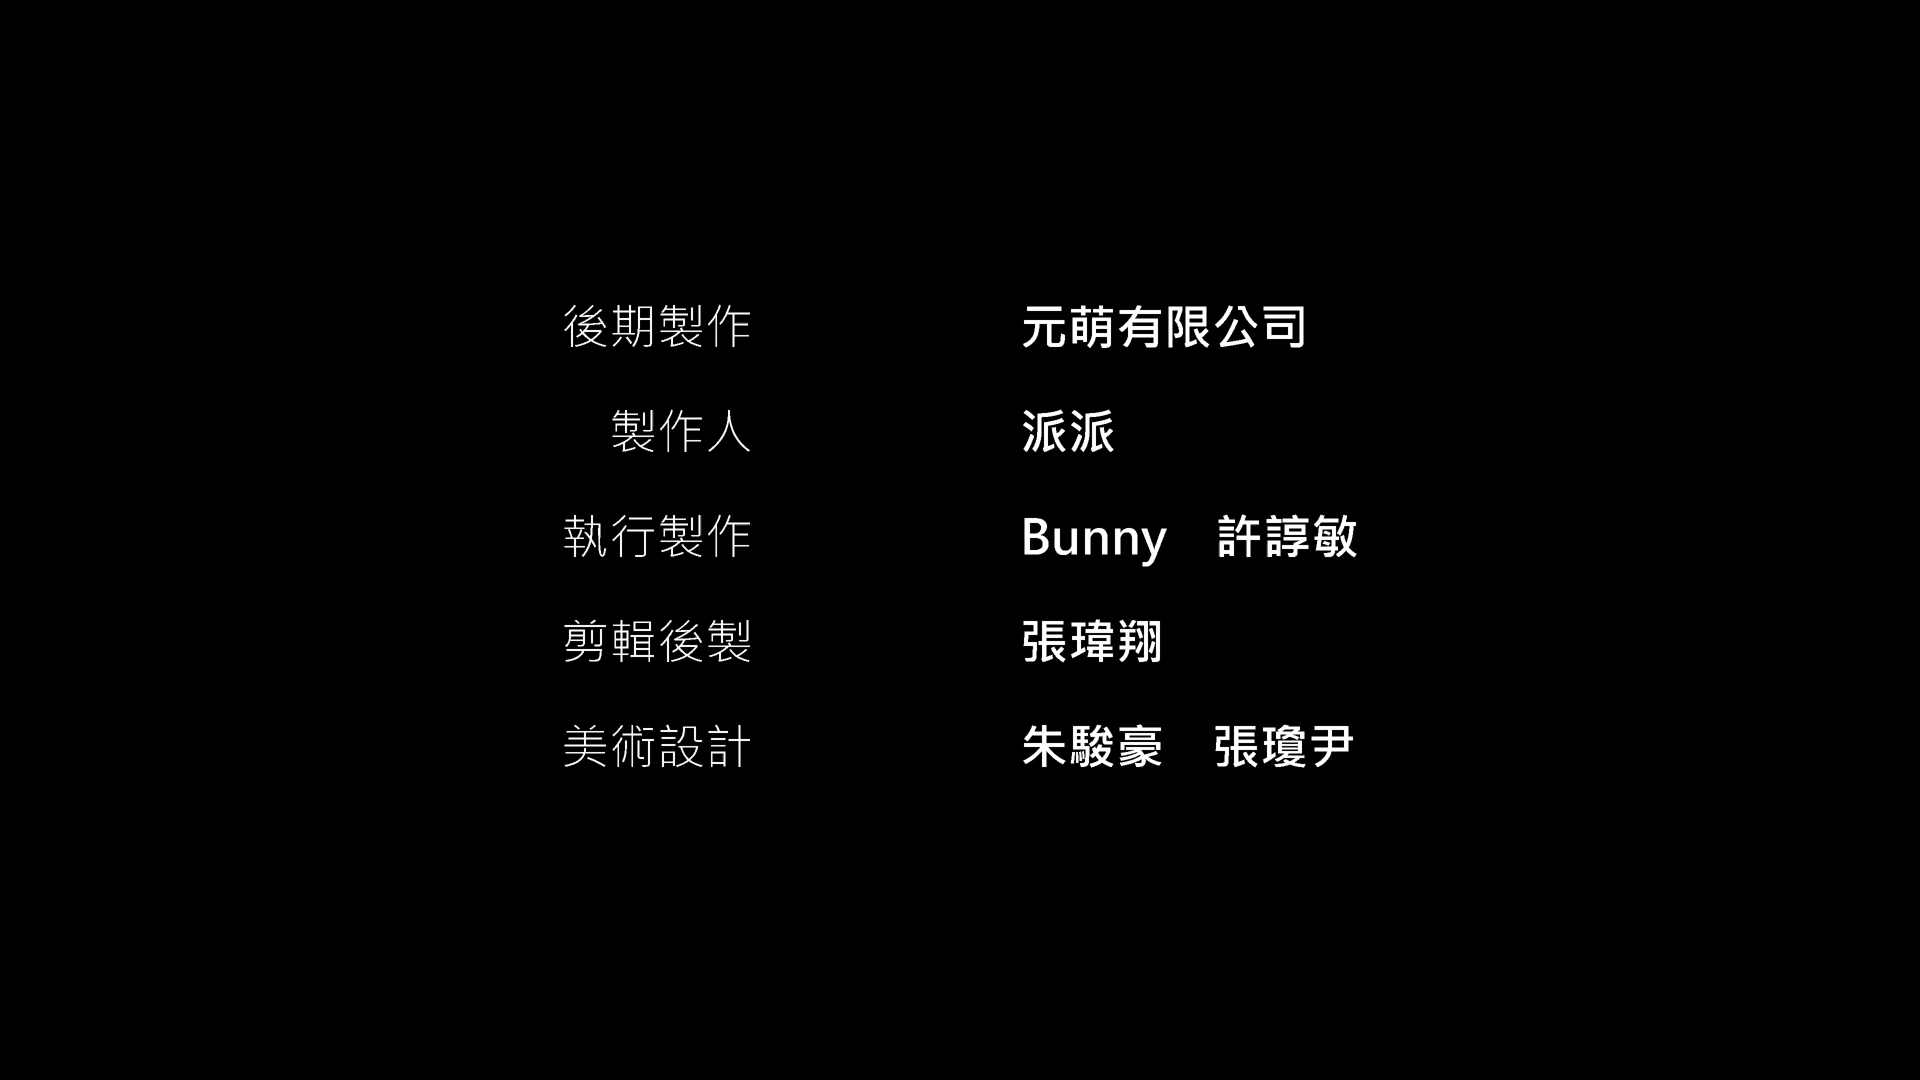 後期製作　元萌有限公司
製作人　派派
執行製作　Bunny　許諄敏
剪輯後製　張瑋翔
美術設計　朱駿豪　張瓊尹